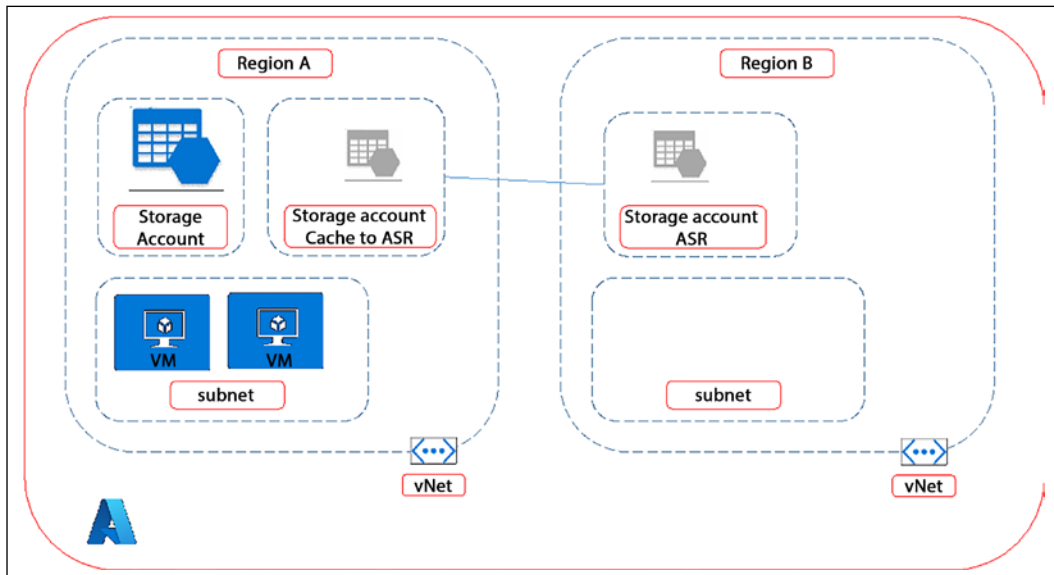 Region A
Region B
Storage
Account
Storage account
Cache to ASR
Storage account
ASR
VM
VM
subnet
subnet
vNet
vNet